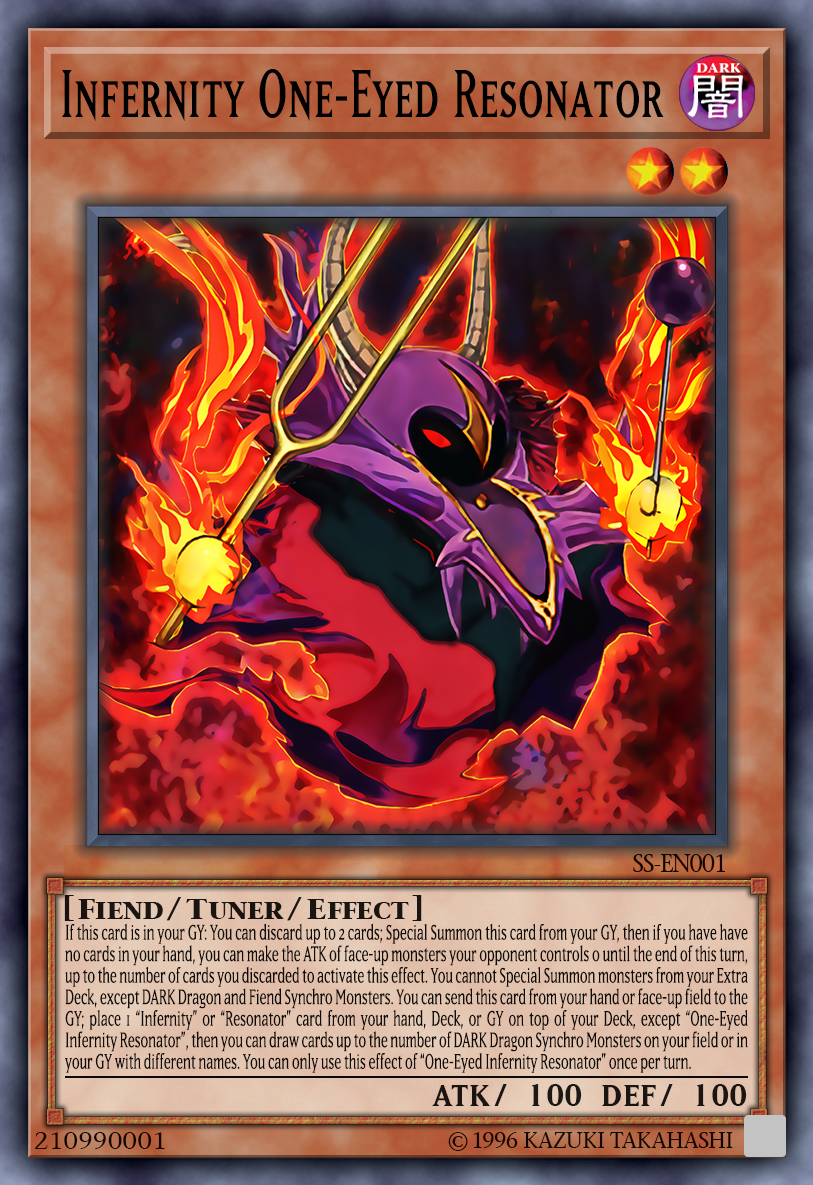 Infernity One-Eyed Resonator
DARK
闇
SS-EN001
[Fiend/Tuner/Effect]
If this card is in your GY: You can discard up to 2 cards; Special Summon this card from your GY, then if you have have
no cards in your hand, you can make the ATK of face-up monsters your opponent controls 0 until the end of this turn,
up to the number of cards you discarded to activate this effect. You cannot Special Summon monsters from your Extra
Deck, except DARK Dragon and Fiend Synchro Monsters. You can send this card from your hand or face-up field to the
GY; place 1 “Infernity” or “Resonator” card from your hand, Deck, or GY on top of your Deck, except “One-Eyed
Infernity Resonator”, then you can draw cards up to the number of DARK Dragon Synchro Monsters on your field or in
your GY with different names. You can only use this effect of “One-Eyed Infernity Resonator” once per turn.
ATK/ 100 DEF/ 100
210990001
© 1996 KAZUKI TAKAHASHI